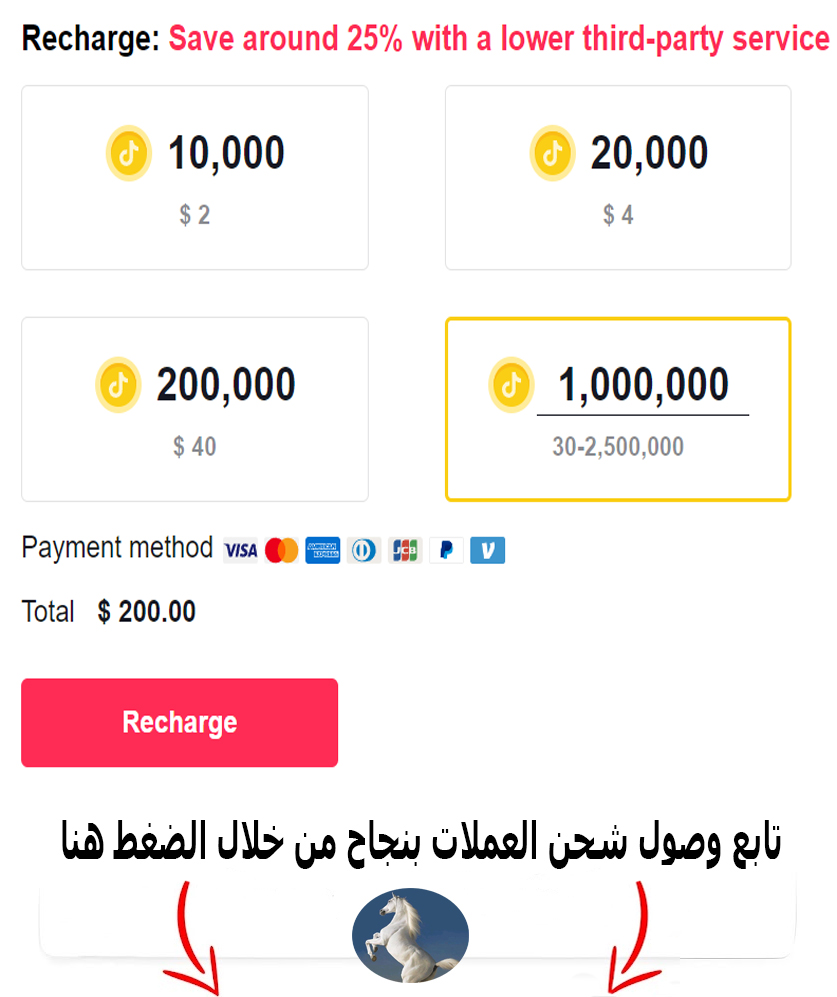 Recharge: Save around 25% with a lower third-party service
10,000
$ 2
20,000
$ 4
200,000
$ 40
1,000,000
30-2,500,000
Payment method VISA AMERICAN EXPRESS JCB
Total $ 200.00
Recharge
تابع وصول شحن العملات بنجاح من خلال الضغط هنا